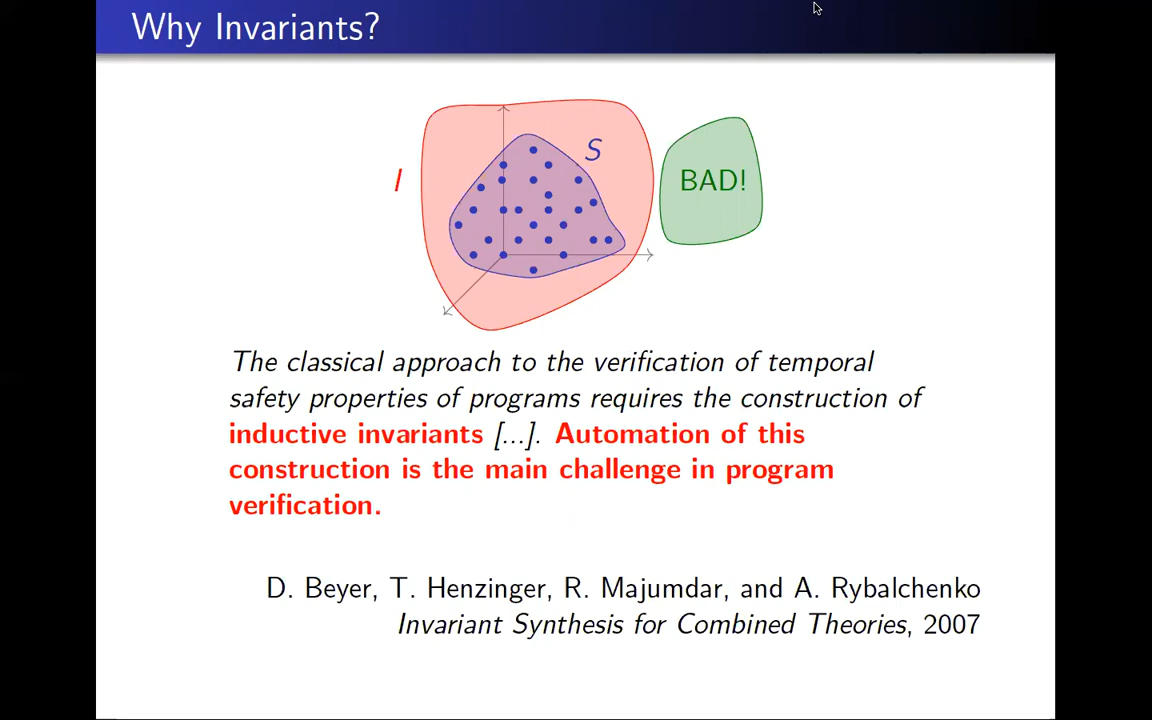 Why Invariants?
I
S
BAD!
The classical approach to the verification of temporal
safety properties of programs requires the construction of
inductive invariants [...]. Automation of this
construction is the main challenge in program
verification.
D. Beyer, T. Henzinger, R. Majumdar, and A. Rybalchenko
Invariant Synthesis for Combined Theories, 2007